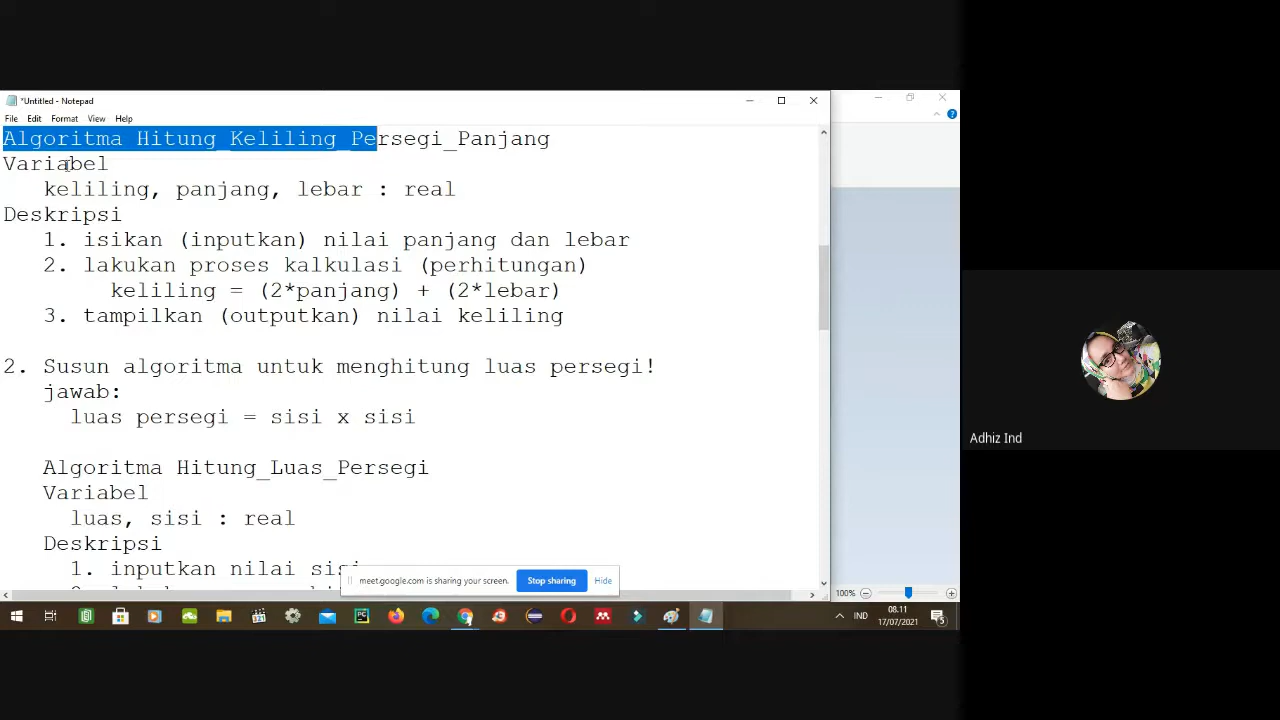 *Untitled - Notepad
File Edit Format View Help
Algoritma Hitung_Keliling_Persegi_Panjang
Variabel
keliling, panjang, lebar : real
Deskripsi
1. isikan (inputkan) nilai panjang dan lebar
2. lakukan proses kalkulasi (perhitungan)
keliling = (2*panjang) + (2*lebar)
3. tampilkan (outputkan) nilai keliling
2. Susun algoritma untuk menghitung luas persegi!
jawab:
luas persegi = sisi x sisi
Algoritma Hitung_Luas_Persegi
Variabel
luas, sisi : real
Deskripsi
1. inputkan nilai sisi
meet.google.com is sharing your screen. Stop sharing Hide
100%
IND
08.11
17/07/2021
5
Adhiz Ind